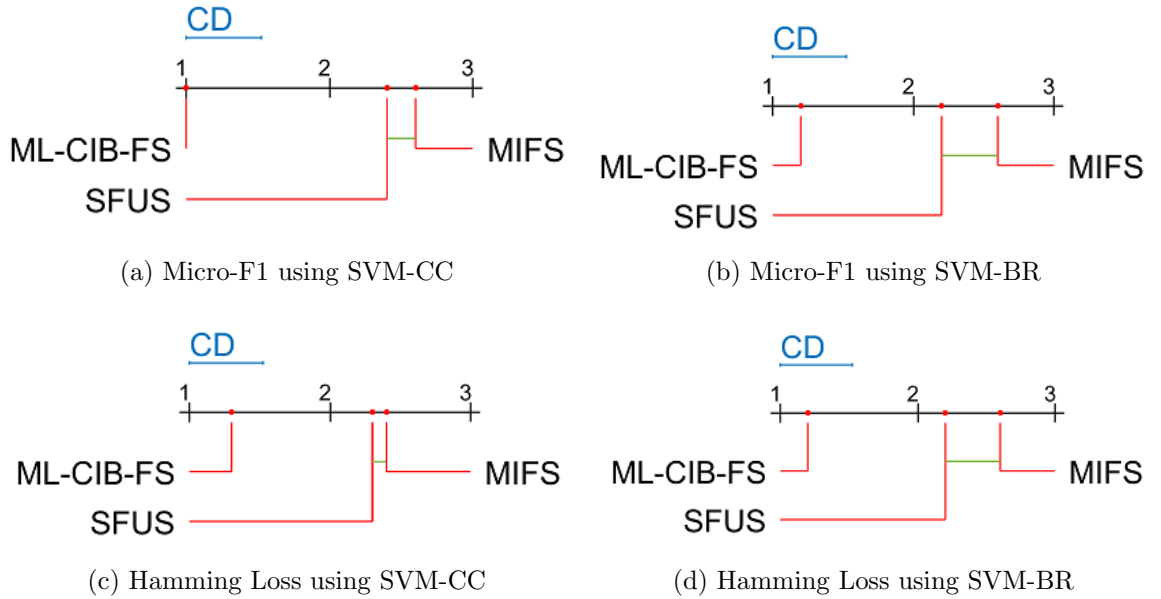 CD
1 2 3
ML-CIB-FS
MIFS
SFUS
(a) Micro-F1 using SVM-CC
CD
1 2 3
ML-CIB-FS
MIFS
SFUS
(b) Micro-F1 using SVM-BR
CD
1 2 3
ML-CIB-FS
MIFS
SFUS
(c) Hamming Loss using SVM-CC
CD
1 2 3
ML-CIB-FS
MIFS
SFUS
(d) Hamming Loss using SVM-BR